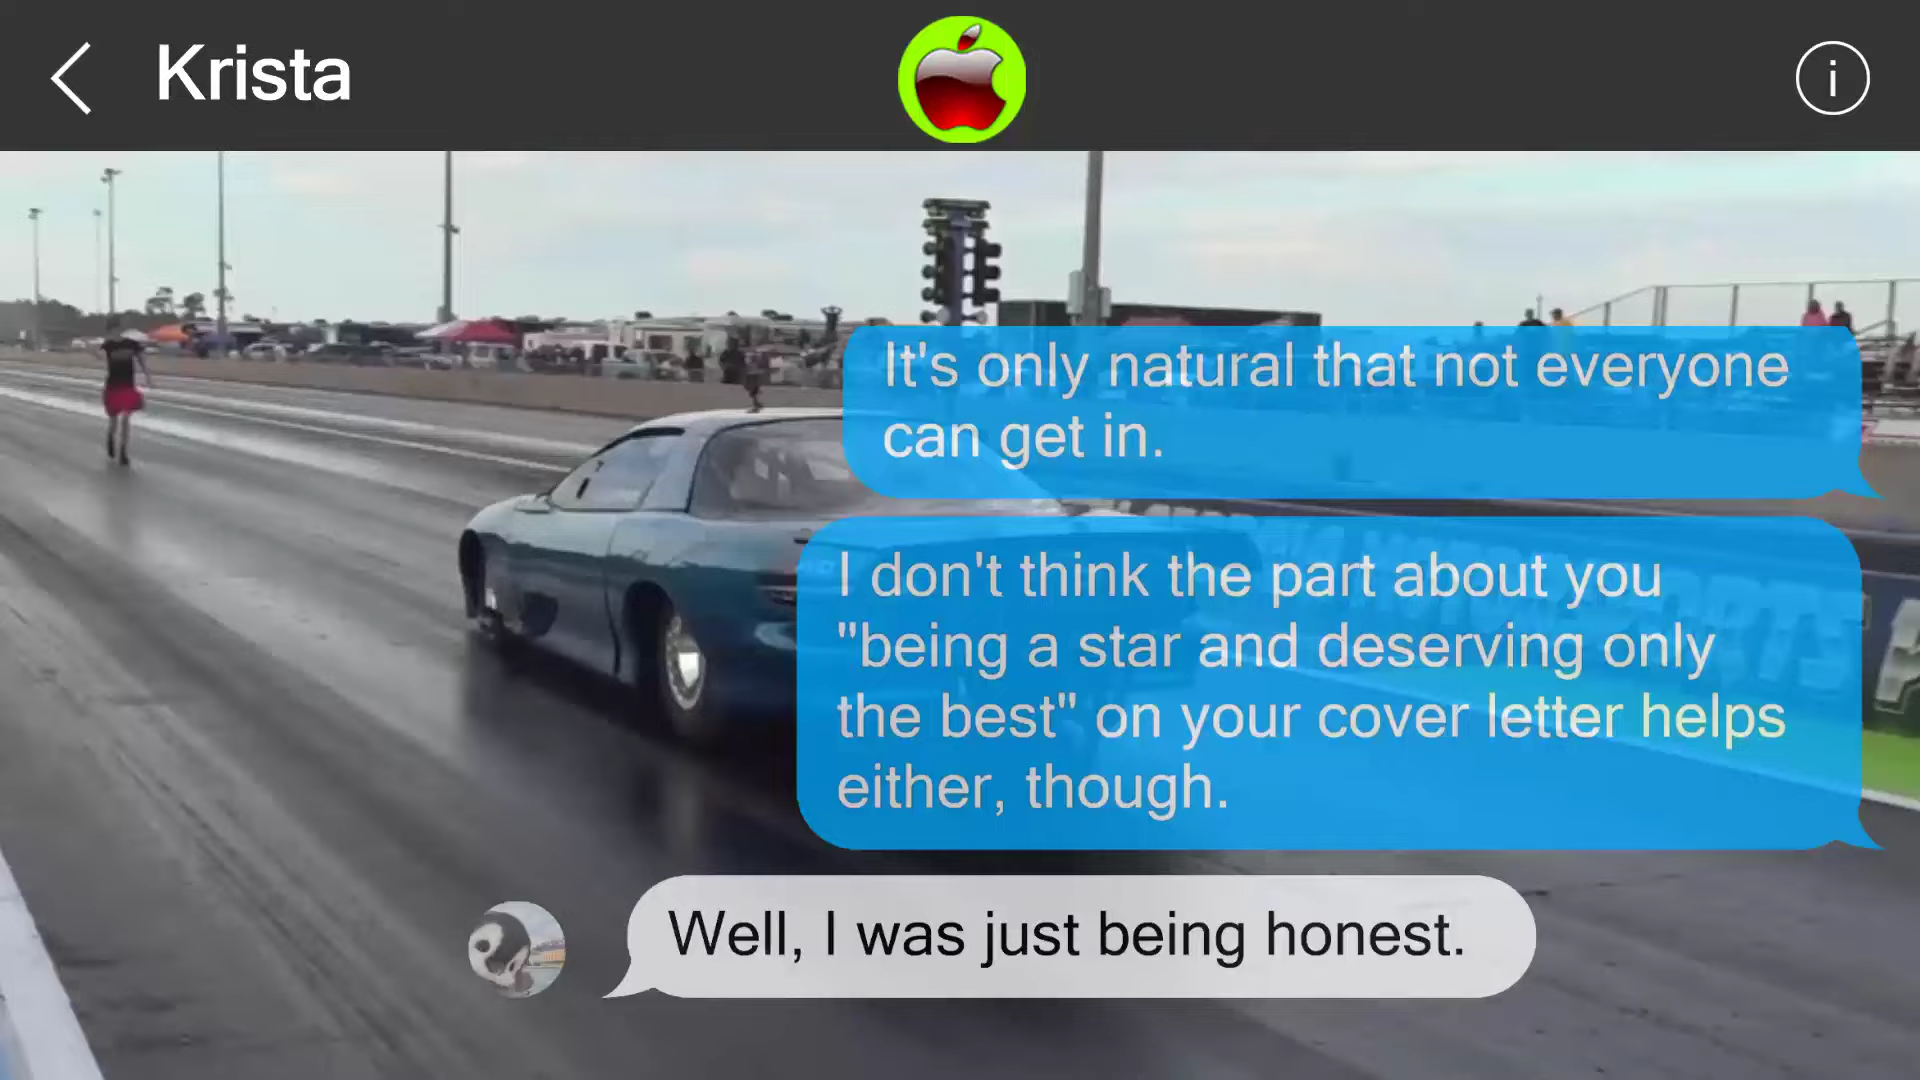 Krista
It's only natural that not everyone
can get in.
I don't think the part about you
"being a star and deserving only
the best" on your cover letter helps
either, though.
Well, I was just being honest.